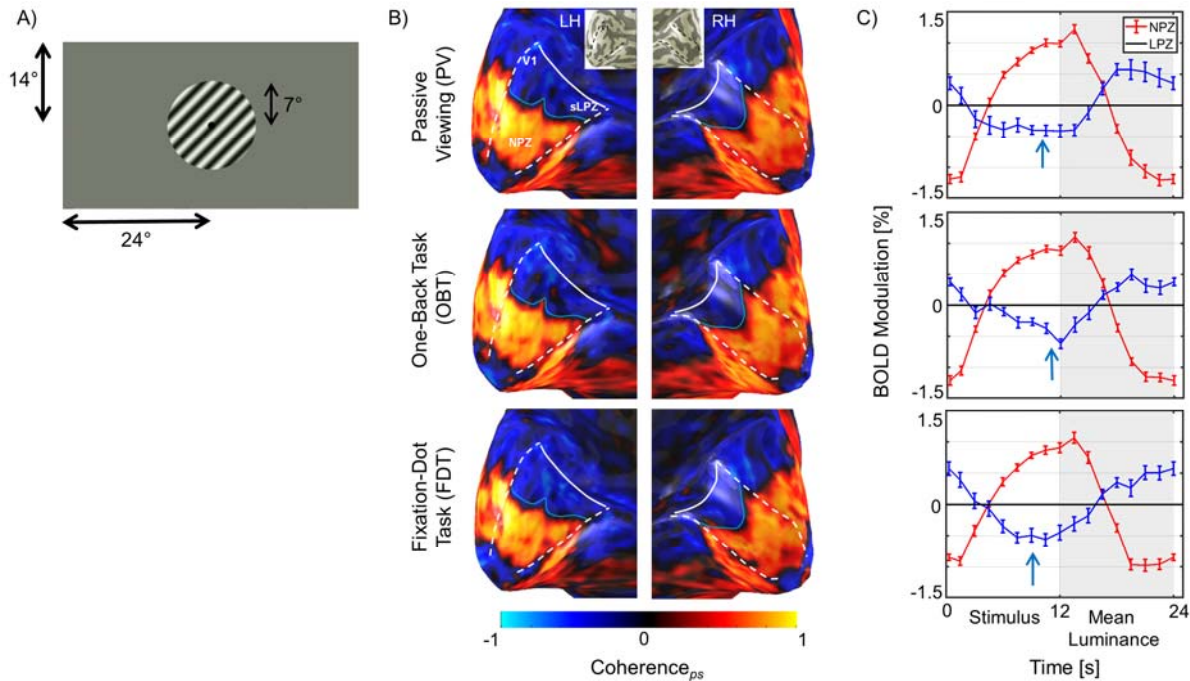 A)
14°
7°
24°
B)
LH
RH
V1
sLPZ
NPZ
Passive
Viewing (PV)
One-Back Task
(OBT)
Fixation-Dot
Task (FDT)
-1
0
1
Coherenceps
C)
1.5
0
-1.5
NPZ
LPZ
1.5
0
-1.5
1.5
0
-1.5
BOLD Modulation [%]
0
12
24
Stimulus
Mean
Luminance
Time [s]